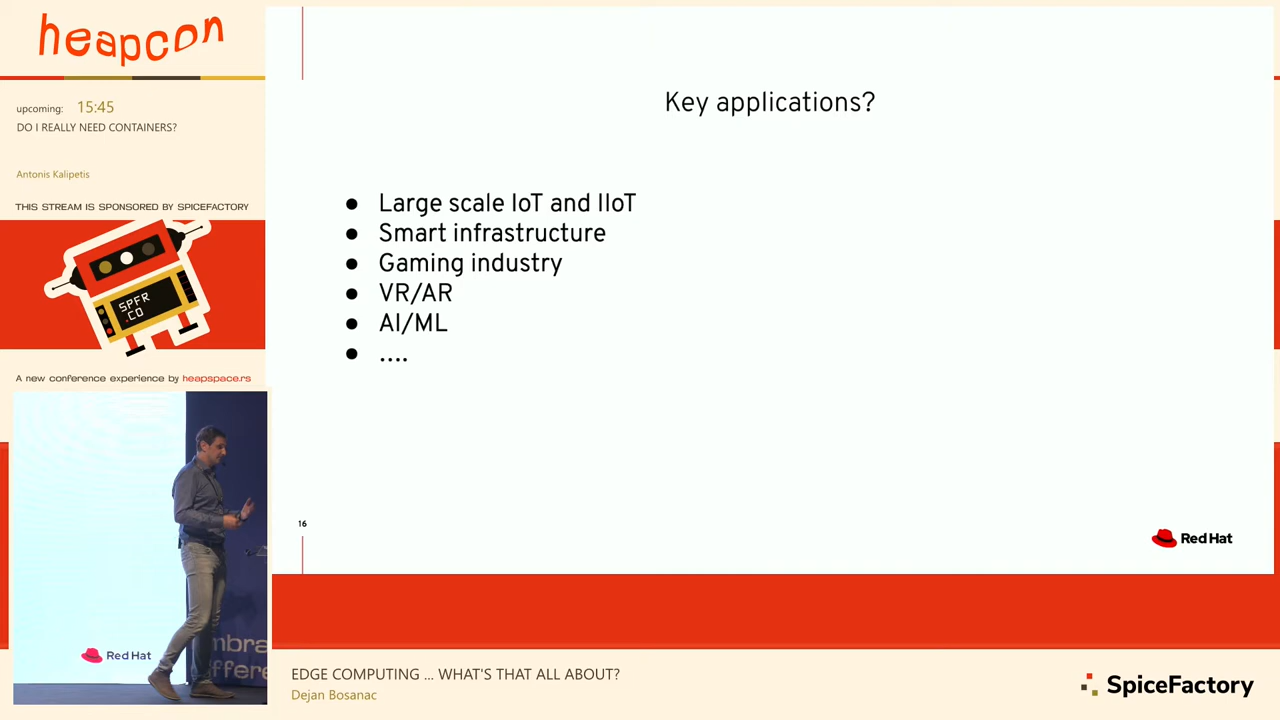 heapcon
upcoming: 15:45
DO I REALLY NEED CONTAINERS?
Antonis Kalipetis
THIS STREAM IS SPONSORED BY SPICEFACTORY
SPFR
.CO
A new conference experience by heapspace.rs
Key applications?
● Large scale IoT and IIoT
● Smart infrastructure
● Gaming industry
● VR/AR
● AI/ML
● ....
16
Red Hat
Red Hat
mbra
ffere
EDGE COMPUTING ... WHAT'S THAT ALL ABOUT?
Dejan Bosanac
SpiceFactory